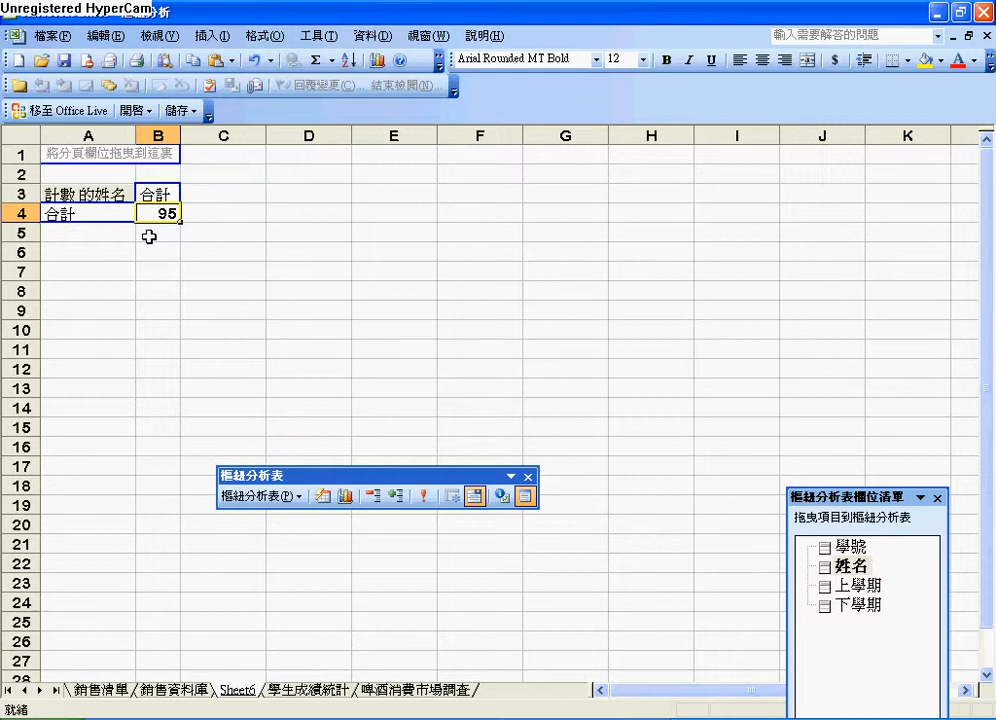 Unregistered HyperCam
分析
檔案(F) 編輯(E) 檢視(V) 插入(I) 格式(O) 工具(T) 資料(D) 視窗(W) 說明(H) 輸入需要解答的問題
Arial Rounded MT Bold 12 B I U
回覆變更(C)... 結束檢閱(N)...
移至 Office Live 開啓 儲存
A B C D E F G H I J K
1 將分頁欄位拖曳到這裏
2
3 計數 的姓名 合計
4 合計 95
5
6
7
8
9
10
11
12
13
14
15
16
17
18
19
20
21
22
23
24
25
26
27
28
樞紐分析表
樞紐分析表(P)
樞紐分析表欄位清單
拖曳項目到樞紐分析表
學號
姓名
上學期
下學期
銷售清單 銷售資料庫 Sheet6 學生成績統計 啤酒消費市場調查
就緒